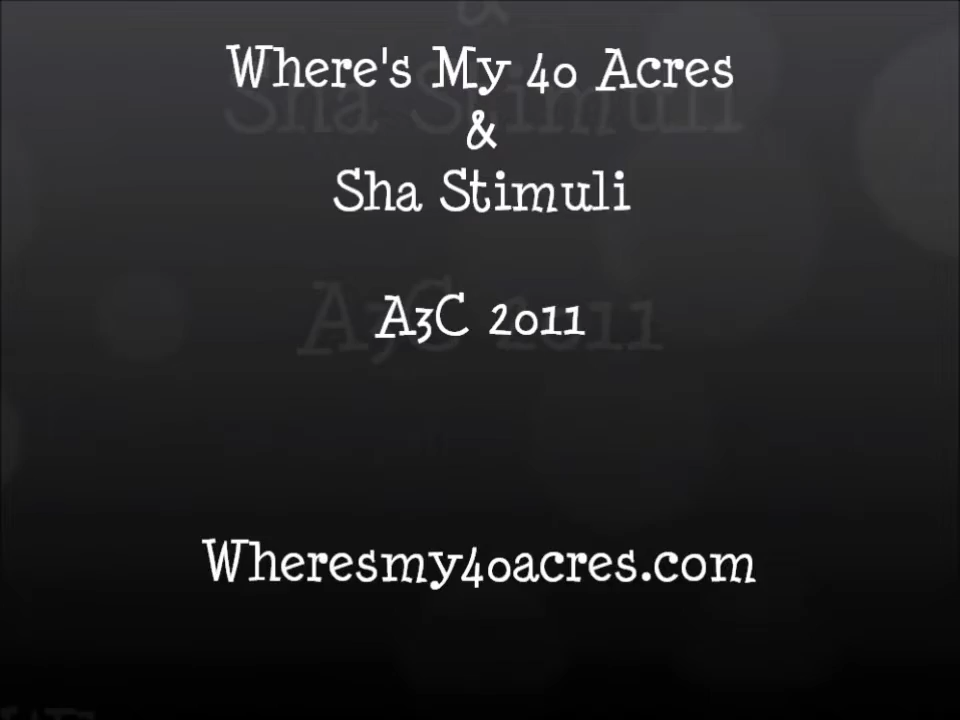 Where's My 40 Acres
&
Sha Stimuli
A3C 2011
Wheresmy40acres.com